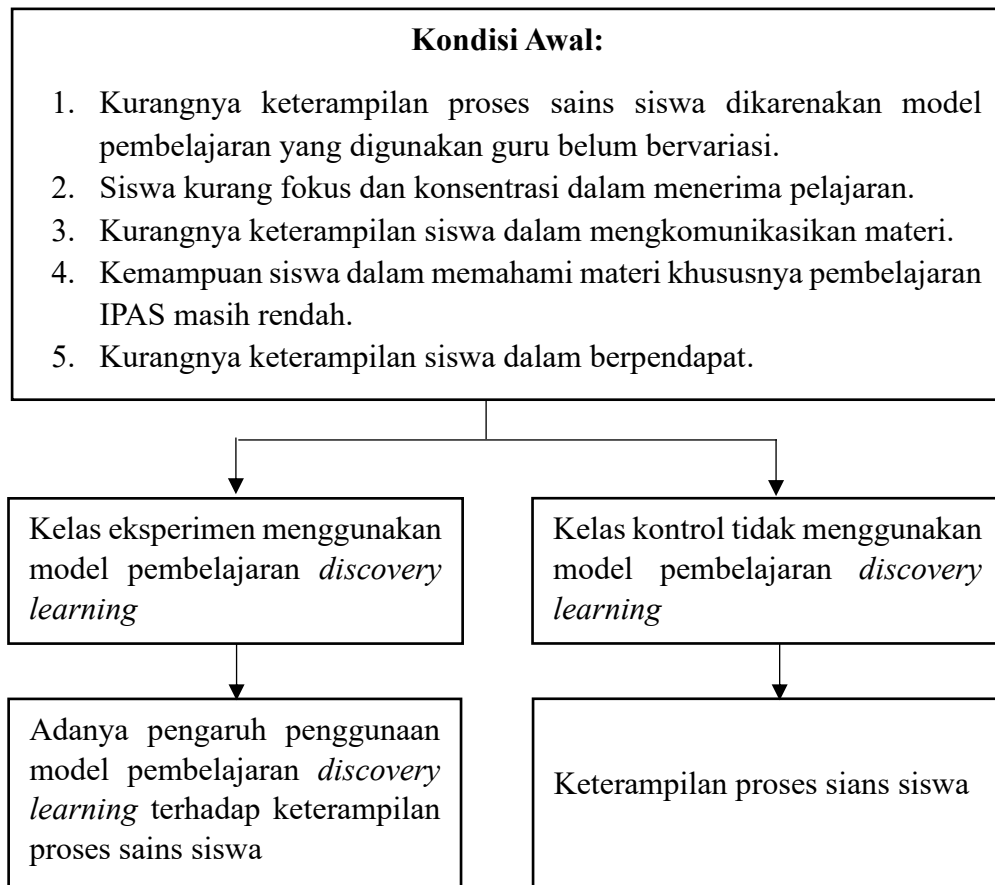 Kondisi Awal:
1. Kurangnya keterampilan proses sains siswa dikarenakan model
pembelajaran yang digunakan guru belum bervariasi.
2. Siswa kurang fokus dan konsentrasi dalam menerima pelajaran.
3. Kurangnya keterampilan siswa dalam mengkomunikasikan materi.
4. Kemampuan siswa dalam memahami materi khususnya pembelajaran
IPAS masih rendah.
5. Kurangnya keterampilan siswa dalam berpendapat.
Kelas eksperimen menggunakan
model pembelajaran discovery
learning
Kelas kontrol tidak menggunakan
model pembelajaran discovery
learning
Adanya pengaruh penggunaan
model pembelajaran discovery
learning terhadap keterampilan
proses sains siswa
Keterampilan proses sians siswa